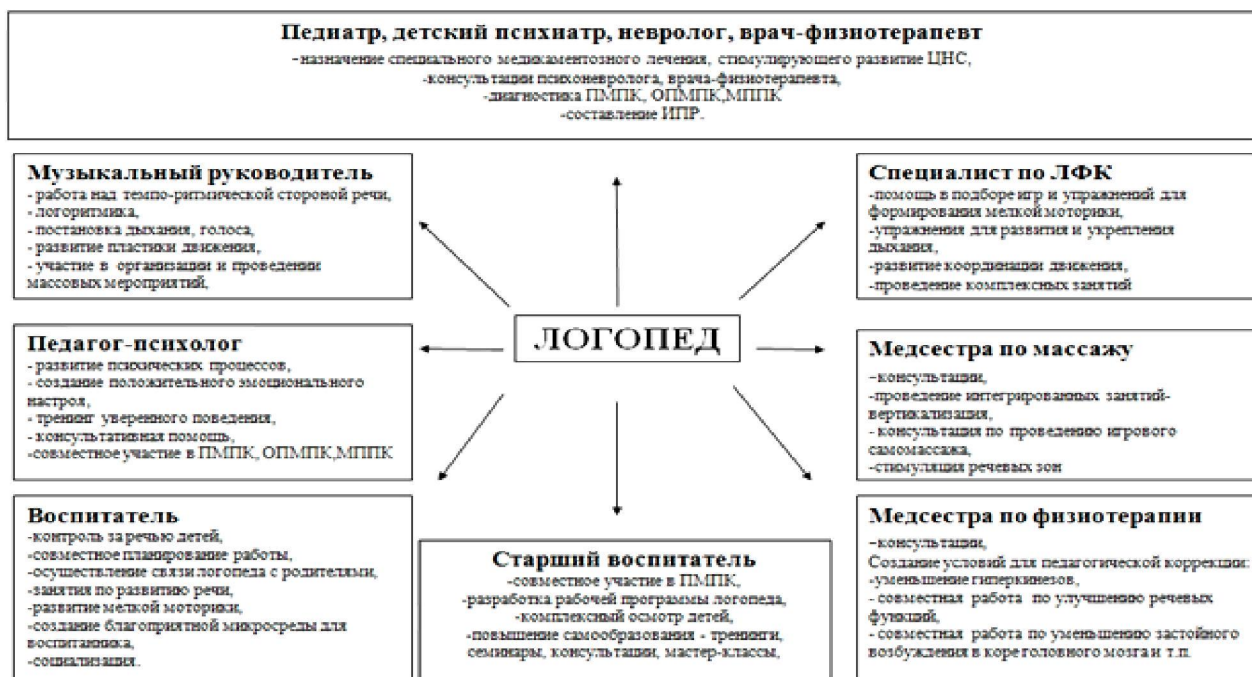 Педиатр, детский психиатр, невролог, врач-физиотерапевт
-назначение специального медикаментозного лечения, стимулирующего развитие ЦНС,
-консультации психоневролога, врача-физиотерапевта,
-диагностика ПМПК, ОПМПК,МППК
-составление ИПР.
Музыкальный руководитель
- работа над темпо-ритмической стороной речи,
- логоритмика,
- постановка дыхания, голоса,
- развитие пластики движения,
- участие в организации и проведении
массовых мероприятий,
Специалист по ЛФК
-помощь в подборе игр и упражнений для
формирования мелкой моторики,
-упражнения для развития и укрепления
дыхания,
-развитие координации движения,
-проведение комплексных занятий
ЛОГОПЕД
Педагог-психолог
- развитие психических процессов,
- создание положительного эмоционального
настроя,
- тренинг уверенного поведения,
- консультативная помощь,
-совместное участие в ПМПК, ОПМПК,МППК
Медсестра по массажу
-консультации,
-проведение интегрированных занятий-
вертикализация,
- консультация по проведению игрового
самомассажа,
-стимуляция речевых зон
Воспитатель
-контроль за речью детей,
-совместное планирование работы,
-осуществление связи логопеда с родителями,
-занятия по развитию речи,
-развитие мелкой моторики,
-создание благоприятной микросреды для
воспитанника,
-социализация.
Старший воспитатель
-совместное участие в ПМПК,
-разработка рабочей программы логопеда,
-комплексный осмотр детей,
-повышение самообразования - тренинги,
семинары, консультации, мастер-классы,
Медсестра по физиотерапии
-консультации,
Создание условий для педагогической коррекции:
-уменьшение гиперкинезов,
- совместная работа по улучшению речевых
функций,
- совместная работа по уменьшению застойного
возбуждения в коре головного мозга и т.п.